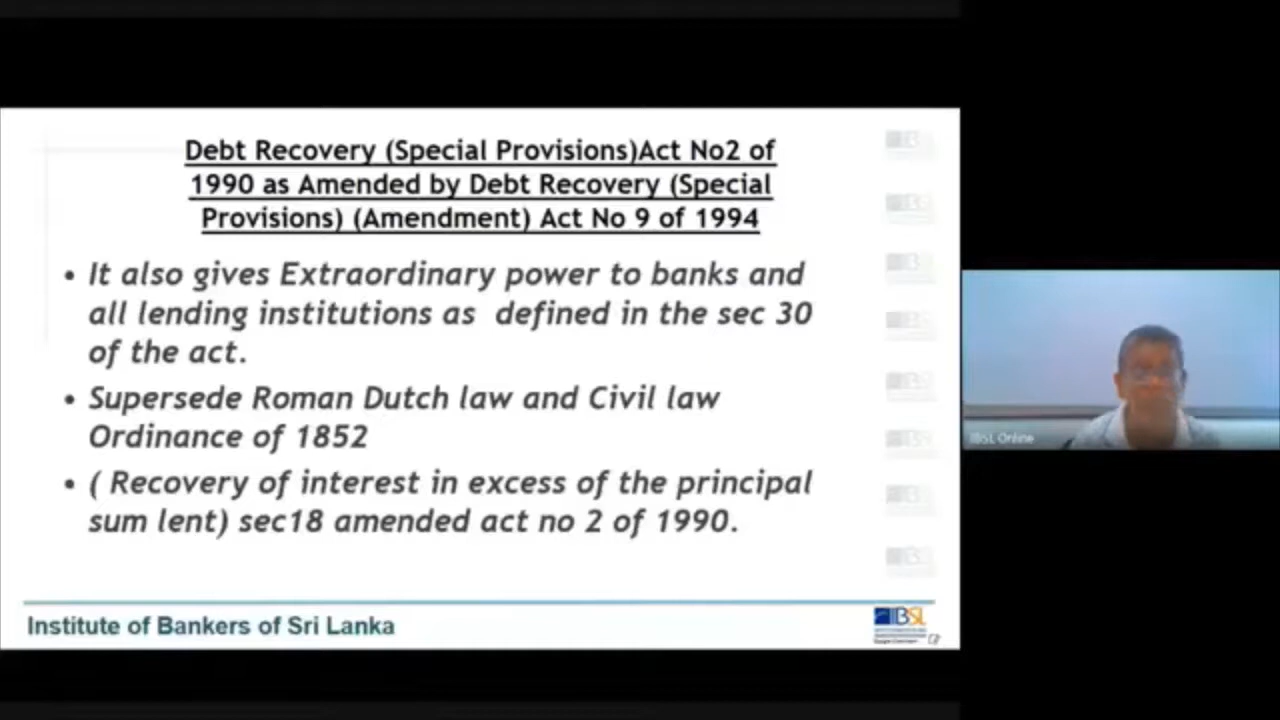 Debt Recovery (Special Provisions)Act No2 of
1990 as Amended by Debt Recovery (Special
Provisions) (Amendment) Act No 9 of 1994
• It also gives Extraordinary power to banks and
all lending institutions as defined in the sec 30
of the act.
• Supersede Roman Dutch law and Civil law
Ordinance of 1852
• ( Recovery of interest in excess of the principal
sum lent) sec18 amended act no 2 of 1990.
Institute of Bankers of Sri Lanka
IBSL
IBSL Online